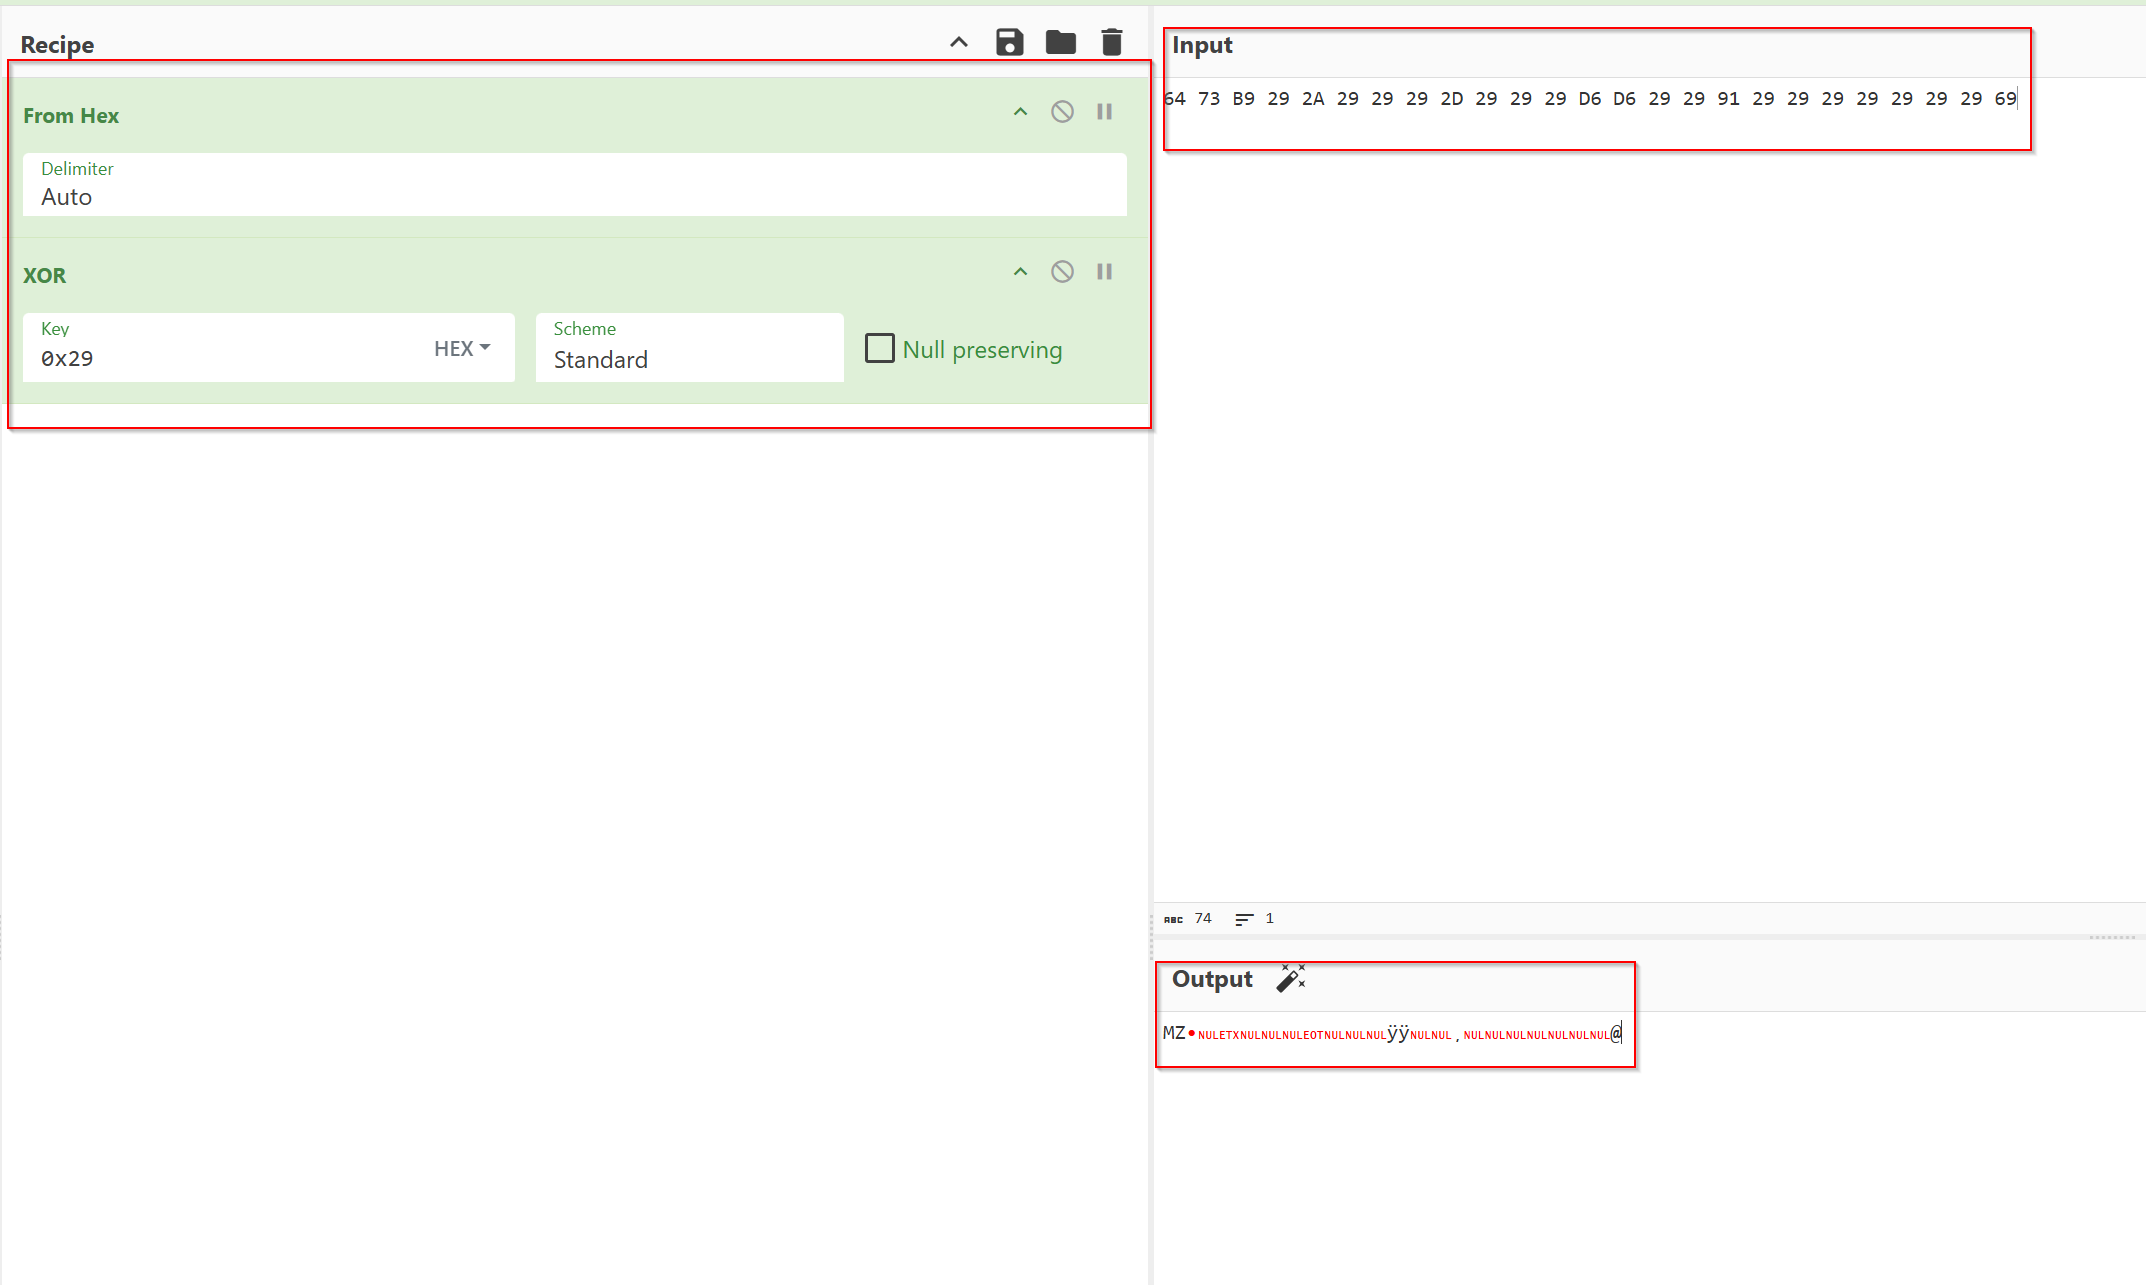 Recipe
From Hex
Delimiter
Auto
XOR
Key
0x29
HEX
Scheme
Standard
Null preserving
Input
64 73 B9 29 2A 29 29 29 2D 29 29 29 D6 D6 29 29 91 29 29 29 29 29 29 29 69
ABC 74 1
Output
MZ•NULETXNULNULNULEOTNULNULNULÿÿNULNUL¸NULNULNULNULNULNULNUL@